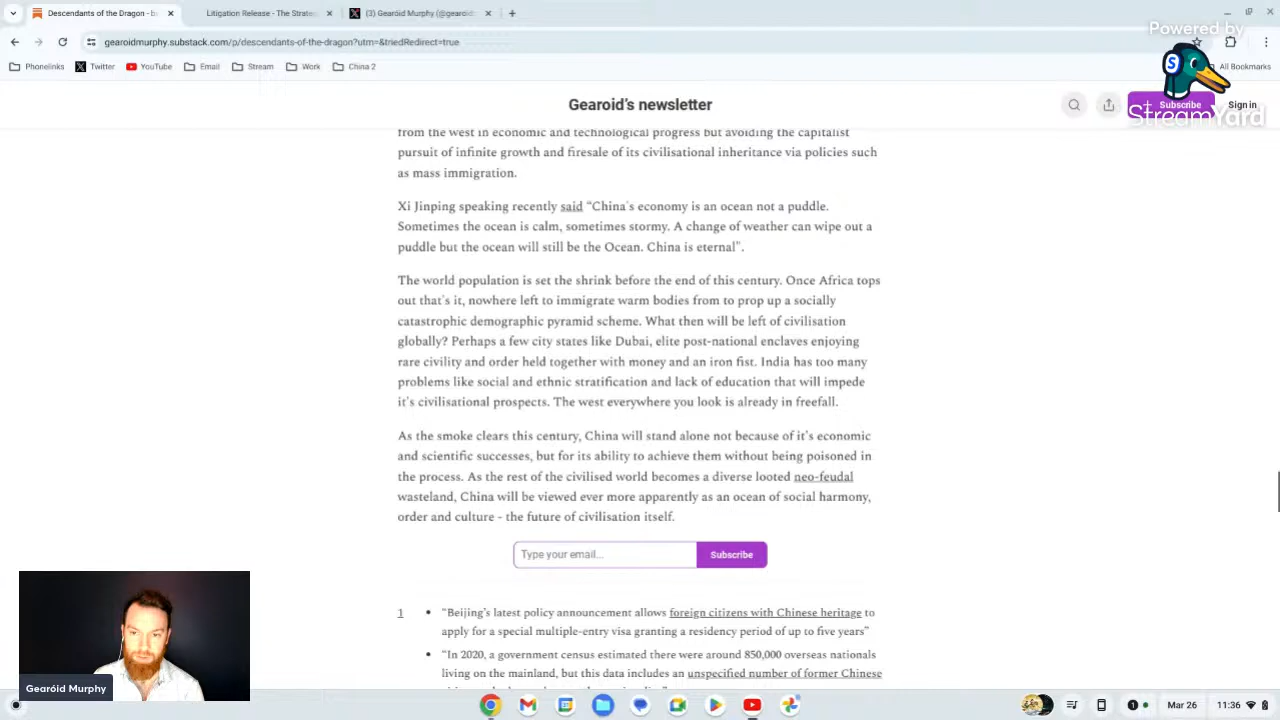 Descendants of the Dragon - b
Litigation Release - The Strate
(3) Gearóid Murphy (@gearoid
gearoidmurphy.substack.com/p/descendants-of-the-dragon?utm=&triedRedirect=true
Phonelinks
Twitter
YouTube
Email
Stream
Work
China 2
All Bookmarks
Powered by
StreamYard
Gearoid's newsletter
Subscribe
Sign in
from the west in economic and technological progress but avoiding the capitalist
pursuit of infinite growth and firesale of its civilisational inheritance via policies such
as mass immigration.
Xi Jinping speaking recently said “China's economy is an ocean not a puddle.
Sometimes the ocean is calm, sometimes stormy. A change of weather can wipe out a
puddle but the ocean will still be the Ocean. China is eternal”.
The world population is set the shrink before the end of this century. Once Africa tops
out that's it, nowhere left to immigrate warm bodies from to prop up a socially
catastrophic demographic pyramid scheme. What then will be left of civilisation
globally? Perhaps a few city states like Dubai, elite post-national enclaves enjoying
rare civility and order held together with money and an iron fist. India has too many
problems like social and ethnic stratification and lack of education that will impede
it's civilisational prospects. The west everywhere you look is already in freefall.
As the smoke clears this century, China will stand alone not because of it's economic
and scientific successes, but for its ability to achieve them without being poisoned in
the process. As the rest of the civilised world becomes a diverse looted neo-feudal
wasteland, China will be viewed ever more apparently as an ocean of social harmony,
order and culture - the future of civilisation itself.
Type your email...
Subscribe
1
“Beijing's latest policy announcement allows foreign citizens with Chinese heritage to
apply for a special multiple-entry visa granting a residency period of up to five years”
“In 2020, a government census estimated there were around 850,000 overseas nationals
living on the mainland, but this data includes an unspecified number of former Chinese
Gearóid Murphy
Mar 26
11:36